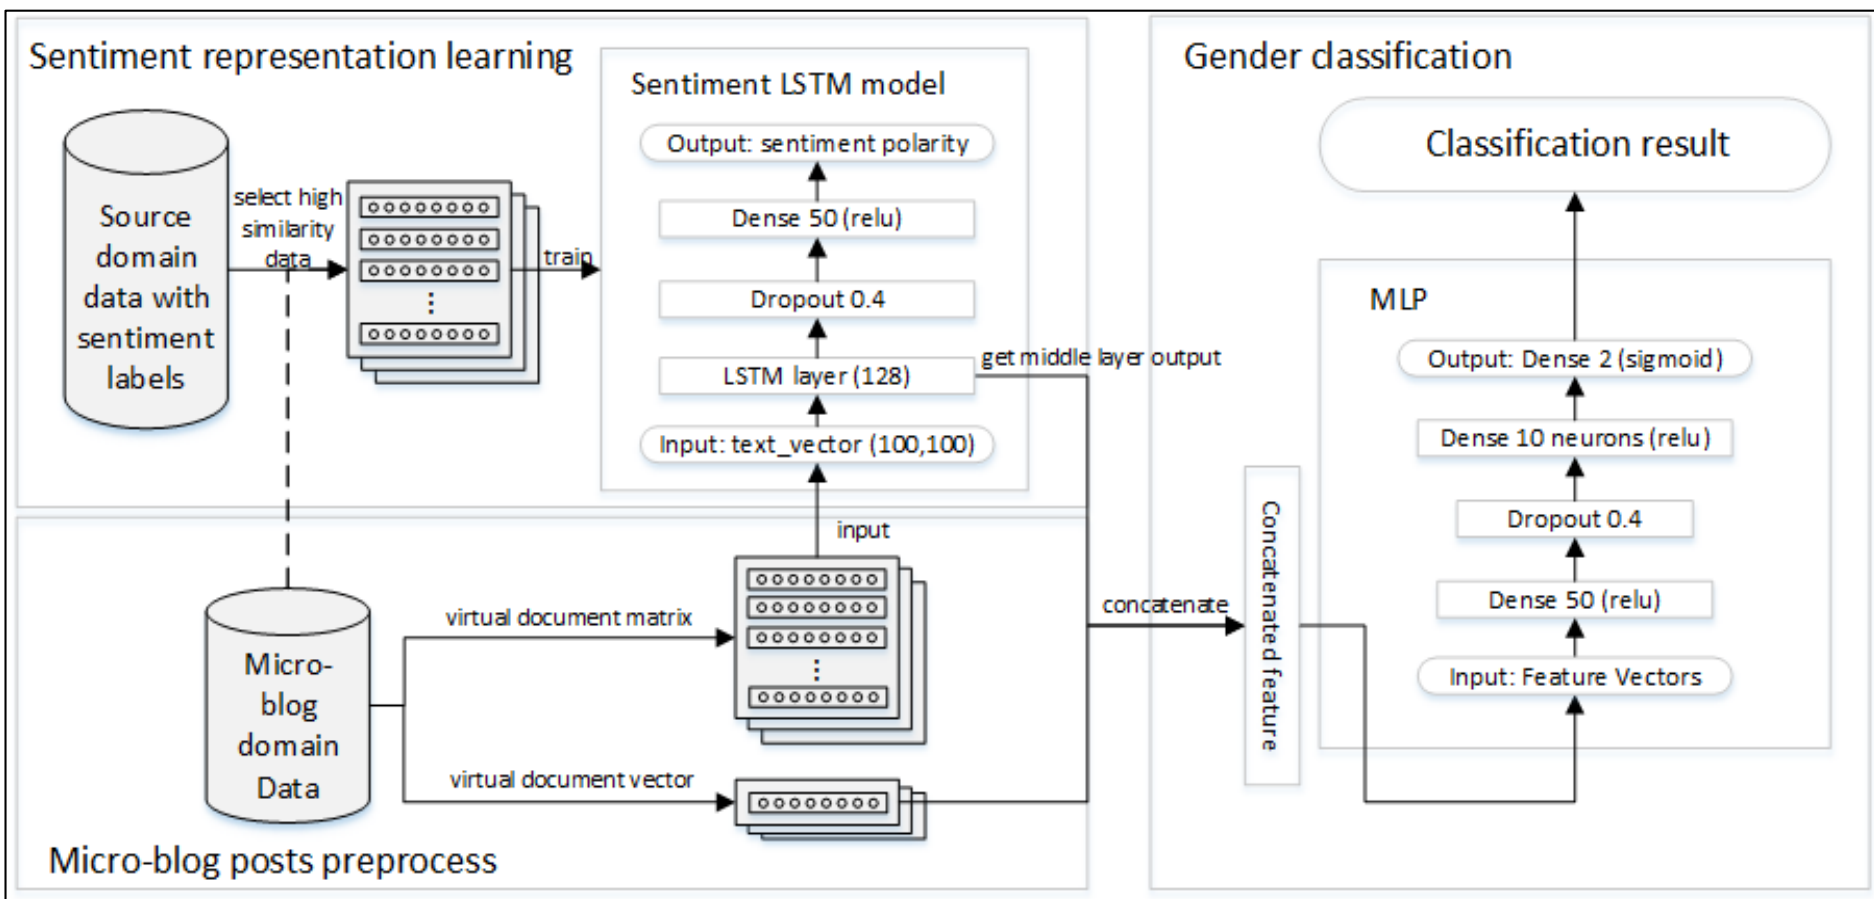 Sentiment representation learning
Source
domain
data with
sentiment
labels
select high
similarity
data
train
Sentiment LSTM model
Output: sentiment polarity
Dense 50 (relu)
Dropout 0.4
LSTM layer (128)
Input: text_vector (100,100)
get middle layer output
input
Micro-
blog
domain
Data
virtual document matrix
virtual document vector
Micro-blog posts preprocess
concatenate
Gender classification
Concatenated feature
Classification result
MLP
Output: Dense 2 (sigmoid)
Dense 10 neurons (relu)
Dropout 0.4
Dense 50 (relu)
Input: Feature Vectors